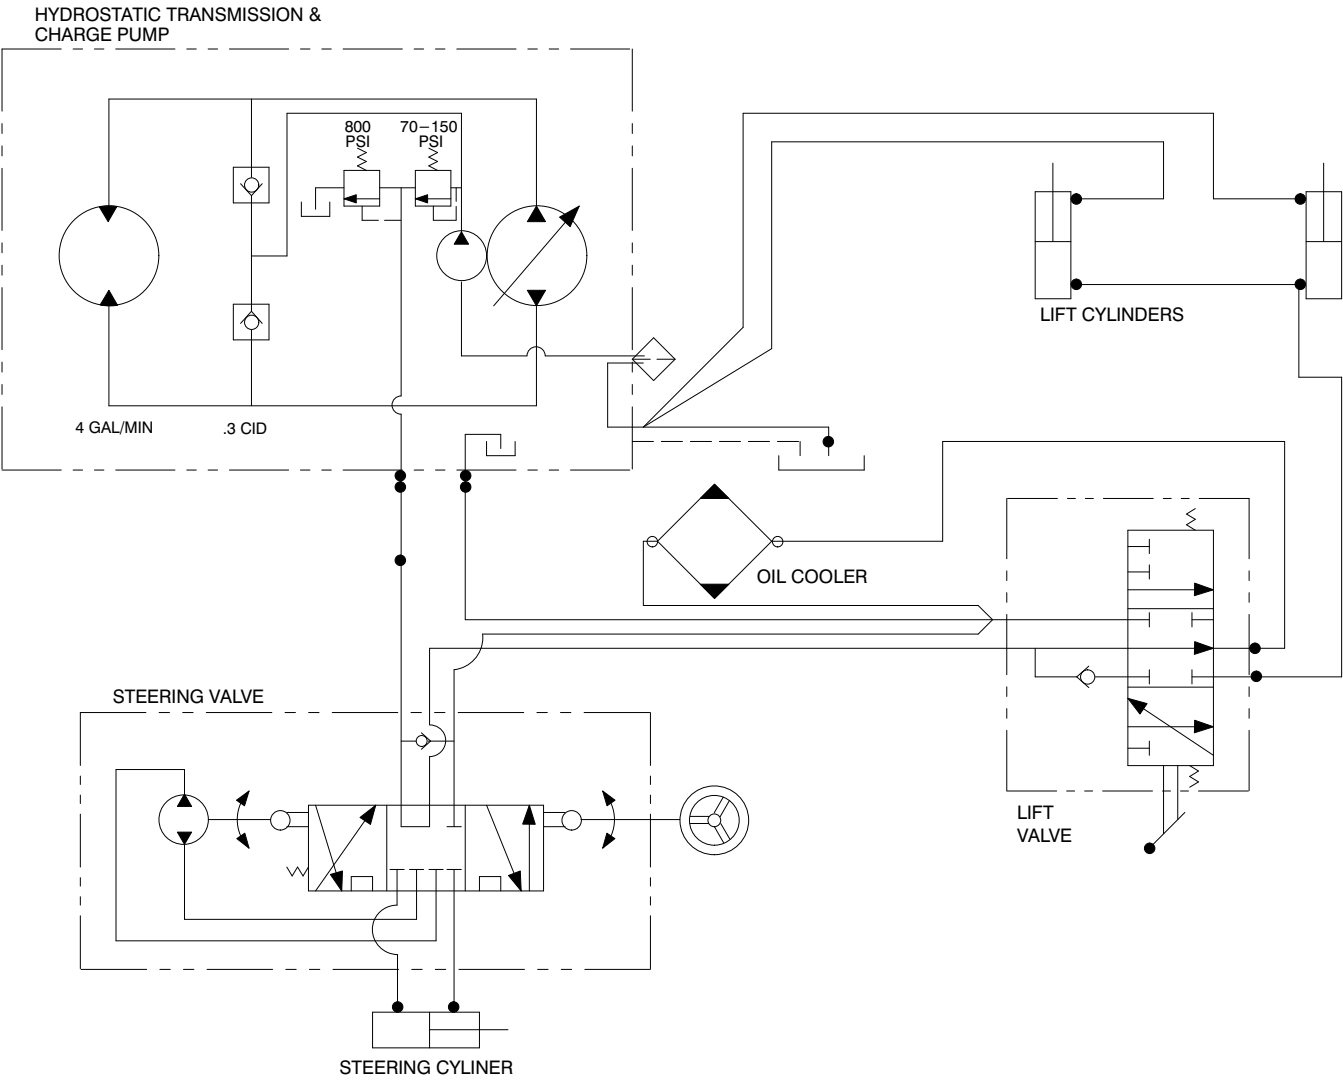 HYDROSTATIC TRANSMISSION &
CHARGE PUMP
800
PSI
70–150
PSI
4 GAL/MIN
.3 CID
LIFT CYLINDERS
OIL COOLER
STEERING VALVE
LIFT
VALVE
STEERING CYLINER